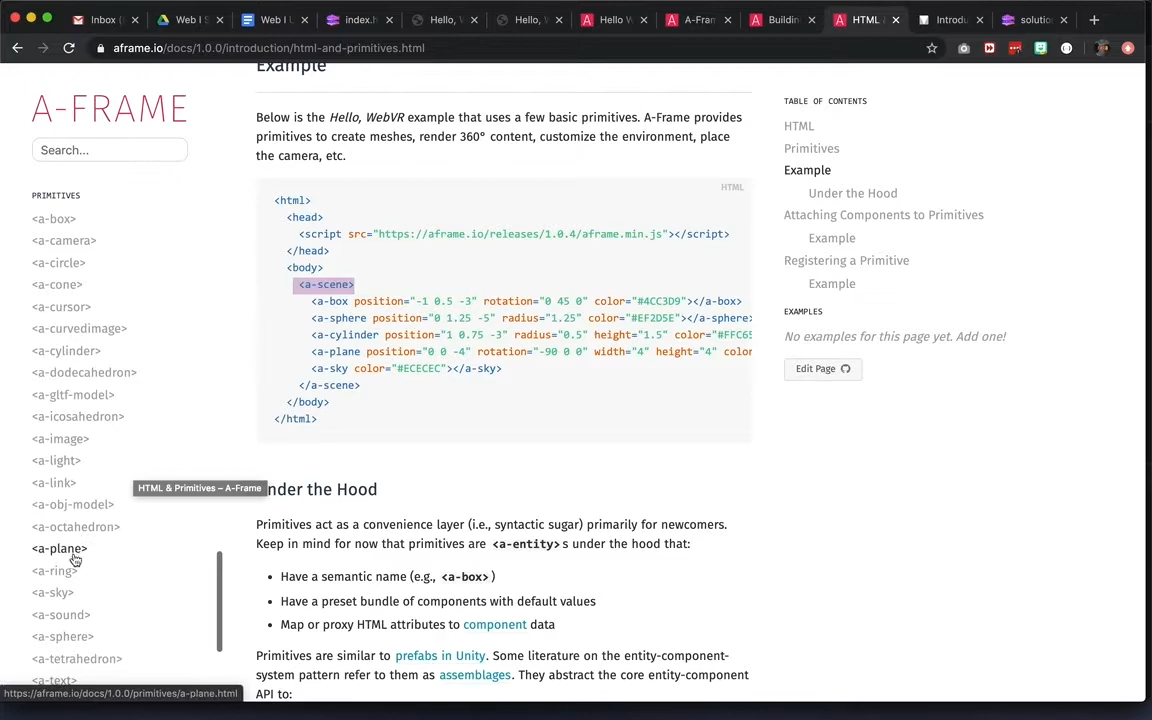 Inbox (
Web I S
Web I U
index.h
Hello, V
Hello, W
Hello W
A-Fran
Buildin
HTML &
Introdu
solutio
aframe.io/docs/1.0.0/introduction/html-and-primitives.html
A-FRAME
Search...
PRIMITIVES
<a-box>
<a-camera>
<a-circle>
<a-cone>
<a-cursor>
<a-curvedimage>
<a-cylinder>
<a-dodecahedron>
<a-gltf-model>
<a-icosahedron>
<a-image>
<a-light>
<a-link>
<a-obj-model>
<a-octahedron>
<a-plane>
<a-ring>
<a-sky>
<a-sound>
<a-sphere>
<a-tetrahedron>
<a-text>
https://aframe.io/docs/1.0.0/primitives/a-plane.html
HTML & Primitives – A-Frame
Example
Below is the Hello, WebVR example that uses a few basic primitives. A-Frame provides
primitives to create meshes, render 360° content, customize the environment, place
the camera, etc.
HTML
<html>
<head>
<script src="https://aframe.io/releases/1.0.4/aframe.min.js"></script>
</head>
<body>
<a-scene>
<a-box position="-1 0.5 -3" rotation="0 45 0" color="#4CC3D9"></a-box>
<a-sphere position="0 1.25 -5" radius="1.25" color="#EF2D5E"></a-sphere>
<a-cylinder position="1 0.75 -3" radius="0.5" height="1.5" color="#FFC65
<a-plane position="0 0 -4" rotation="-90 0 0" width="4" height="4" color
<a-sky color="#ECECEC"></a-sky>
</a-scene>
</body>
</html>
nder the Hood
Primitives act as a convenience layer (i.e., syntactic sugar) primarily for newcomers.
Keep in mind for now that primitives are <a-entity>s under the hood that:
• Have a semantic name (e.g., <a-box>)
• Have a preset bundle of components with default values
• Map or proxy HTML attributes to component data
Primitives are similar to prefabs in Unity. Some literature on the entity-component-
system pattern refer to them as assemblages. They abstract the core entity-component
API to:
TABLE OF CONTENTS
HTML
Primitives
Example
Under the Hood
Attaching Components to Primitives
Example
Registering a Primitive
Example
EXAMPLES
No examples for this page yet. Add one!
Edit Page